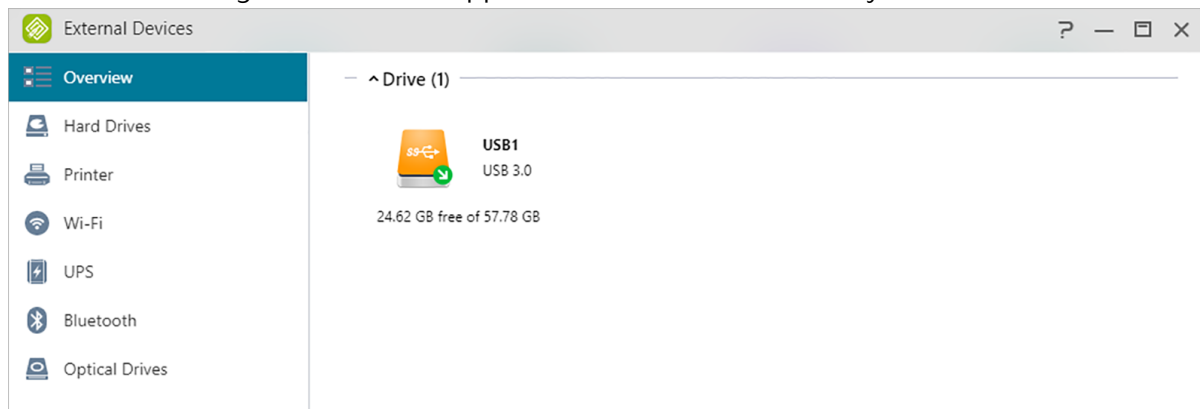 External Devices
Overview
Hard Drives
Printer
Wi-Fi
UPS
Bluetooth
Optical Drives
Drive (1)
SS
USB1
USB 3.0
24.62 GB free of 57.78 GB